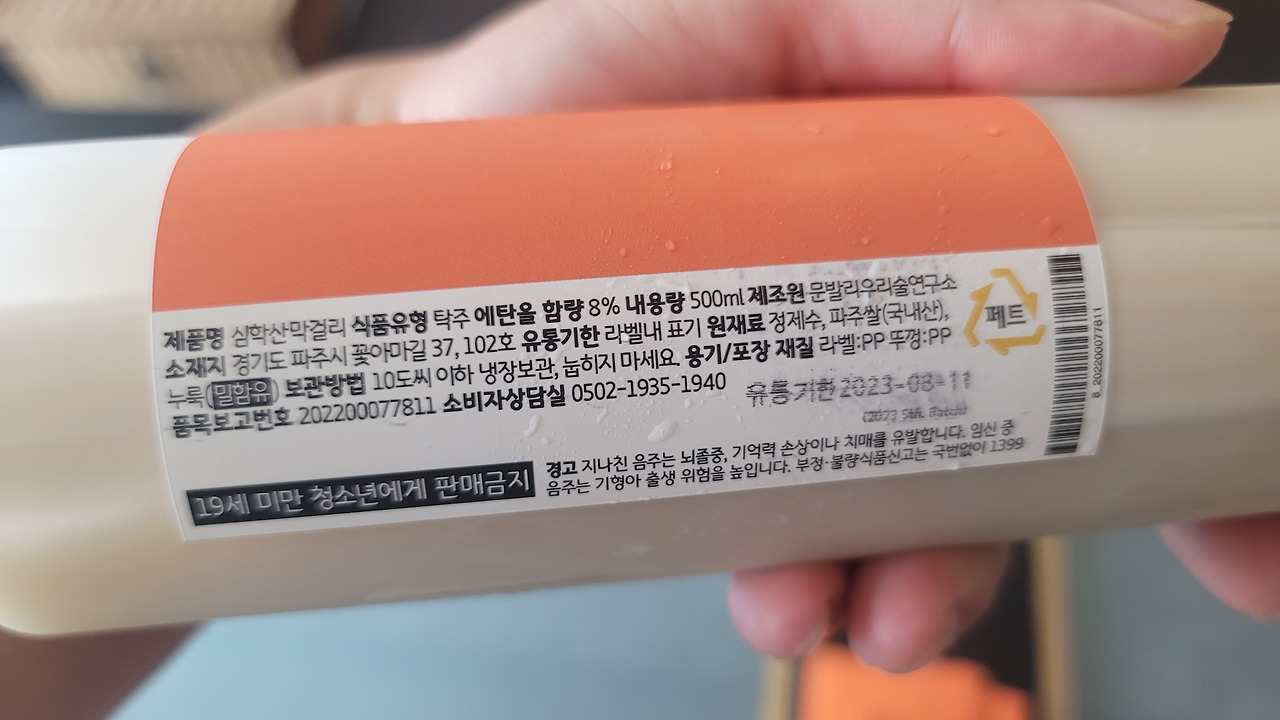 제품명 심학산막걸리 식품유형 탁주 에탄올 함량 8% 내용량 500ml 제조원 문발리우리술연구소
소재지 경기도 파주시 꽃아마길 37, 102호 유통기한 라벨내 표기 원재료 정제수, 파주쌀(국내산),
누룩(밀함유) 보관방법 10도씨 이하 냉장보관, 눕히지 마세요. 용기/포장 재질 라벨:PP 뚜껑:PP
품목보고번호 202200077811 소비자상담실 0502-1935-1940
유통기한 2023-08-11
(2023 5th. Batch)
19세 미만 청소년에게 판매금지
경고 지나친 음주는 뇌졸중, 기억력 손상이나 치매를 유발합니다. 임신 중
음주는 기형아 출생 위험을 높입니다. 부정·불량식품신고는 국번없이 1399
페트
8 202200077811